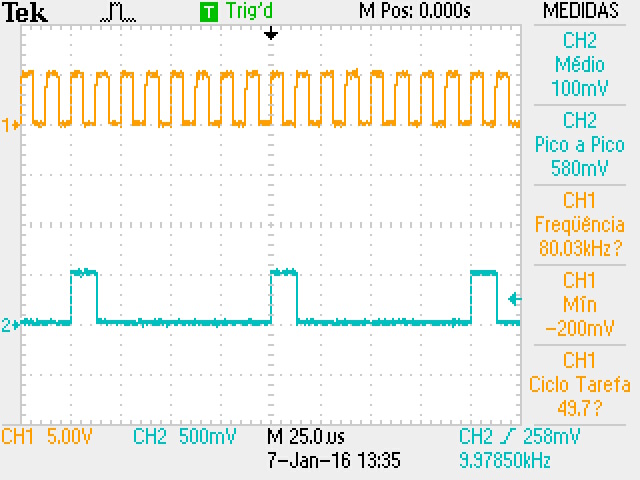 Tek T Trig'd M Pos: 0.000s MEDIDAS
CH2
Médio
100mV
CH2
Pico a Pico
580mV
CH1
Freqüência
80.03kHz?
CH1
Mín
-200mV
CH1
Ciclo Tarefa
49.7?
1
2
CH1 5.00V CH2 500mV M 25.0us CH2 258mV
7-Jan-16 13:35 9.97850kHz